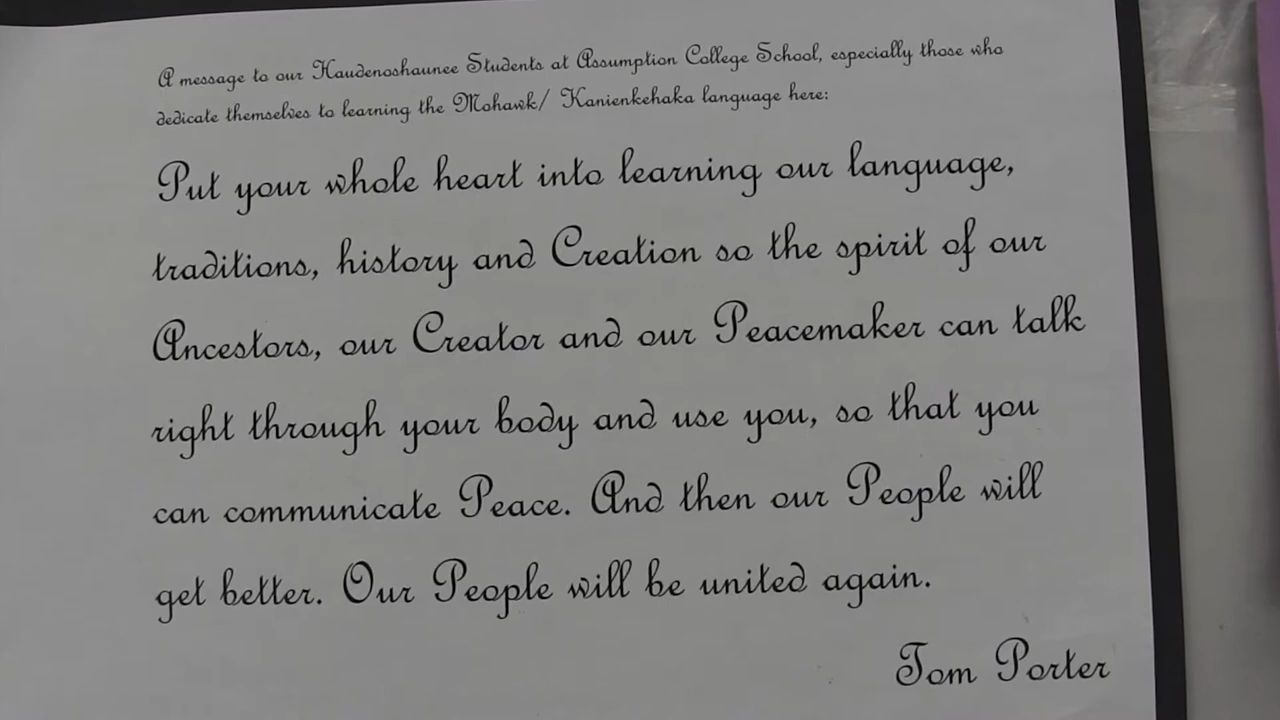 A message to our Haudenoshaunee Students at Assumption College School, especially those who
dedicate themselves to learning the Mohawk/ Kanienkehaka language here:
Put your whole heart into learning our language,
traditions, history and Creation so the spirit of our
Ancestors, our Creator and our Peacemaker can talk
right through your body and use you, so that you
can communicate Peace. And then our People will
get better. Our People will be united again.
Tom Porter